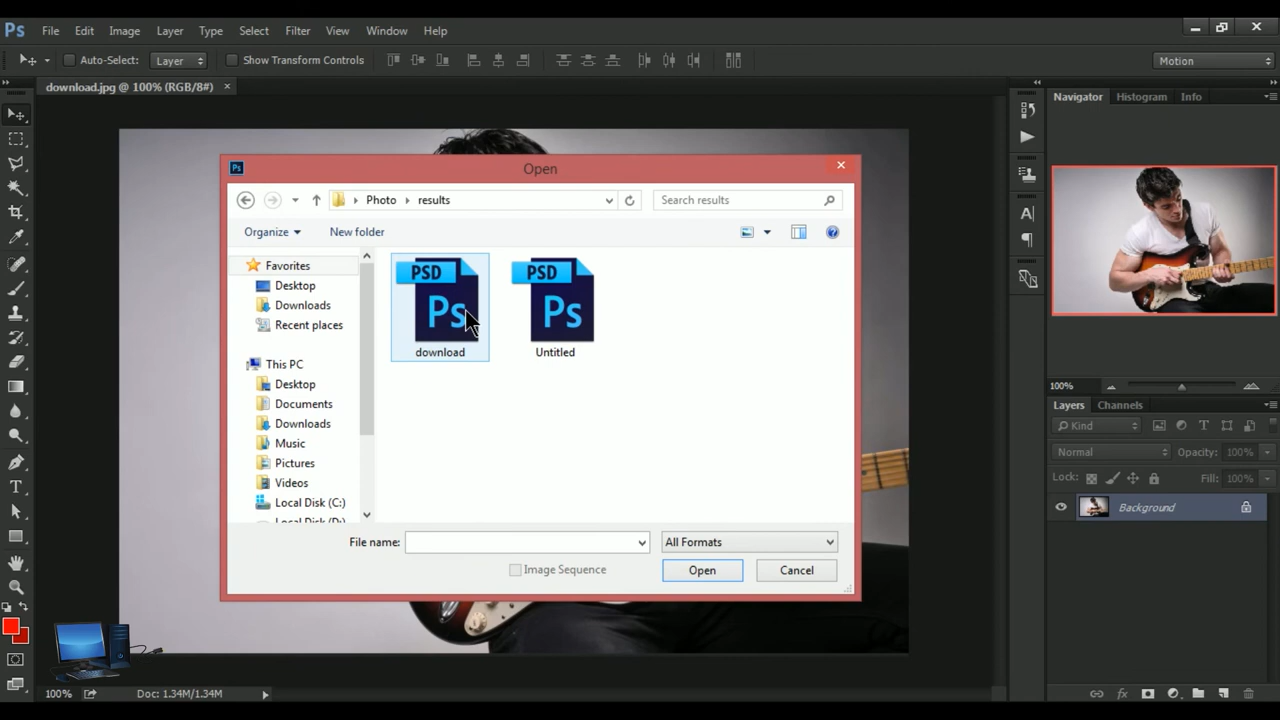 Ps File Edit Image Layer Type Select Filter View Window Help
Auto-Select: Layer Show Transform Controls Motion
download.jpg @ 100% (RGB/8#) ×
Navigator Histogram Info
Ps Open
Photo results Search results
Organize New folder
Favorites
Desktop
Downloads
Recent places
This PC
Desktop
Documents
Downloads
Music
Pictures
Videos
Local Disk (C:)
Local Disk (D:)
PSD Ps
download
PSD Ps
Untitled
File name: All Formats
Image Sequence Open Cancel
100%
Layers Channels
Kind
Normal Opacity: 100%
Lock: Fill: 100%
Background
100% Doc: 1.34M/1.34M